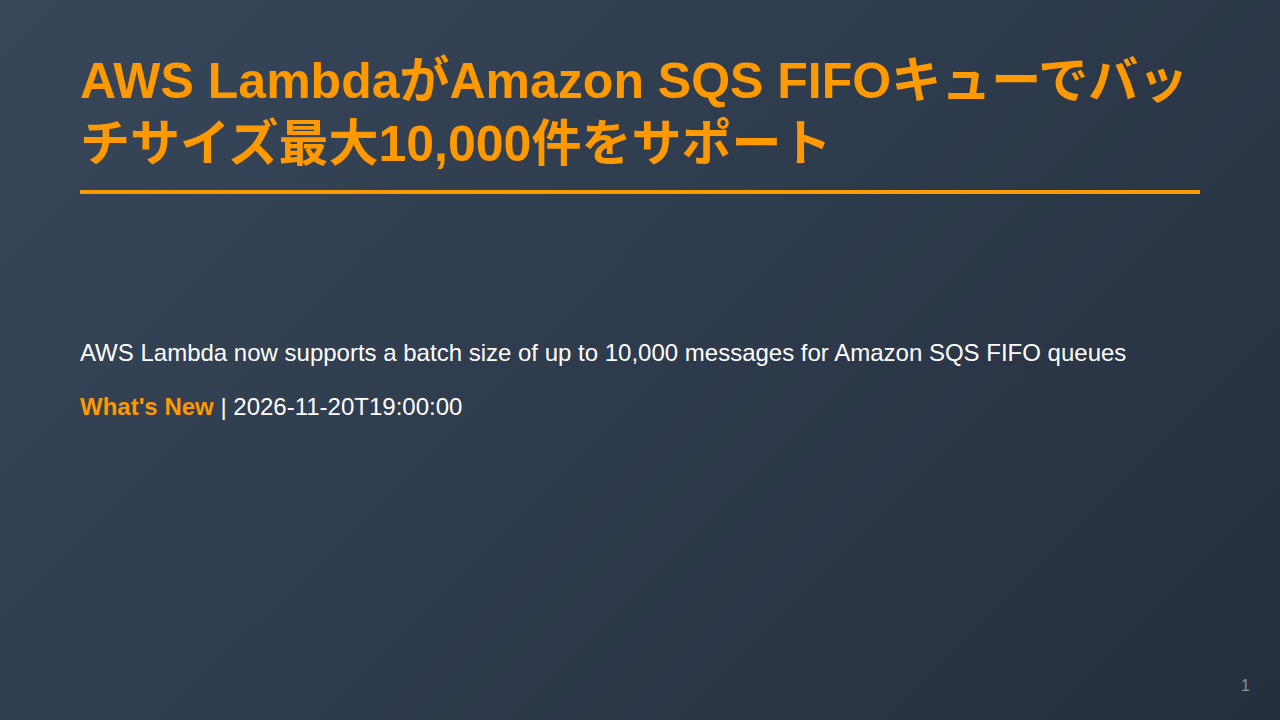 AWS LambdaがAmazon SQS FIFOキューでバッ
チサイズ最大10,000件をサポート
AWS Lambda now supports a batch size of up to 10,000 messages for Amazon SQS FIFO queues
What's New | 2026-11-20T19:00:00
1